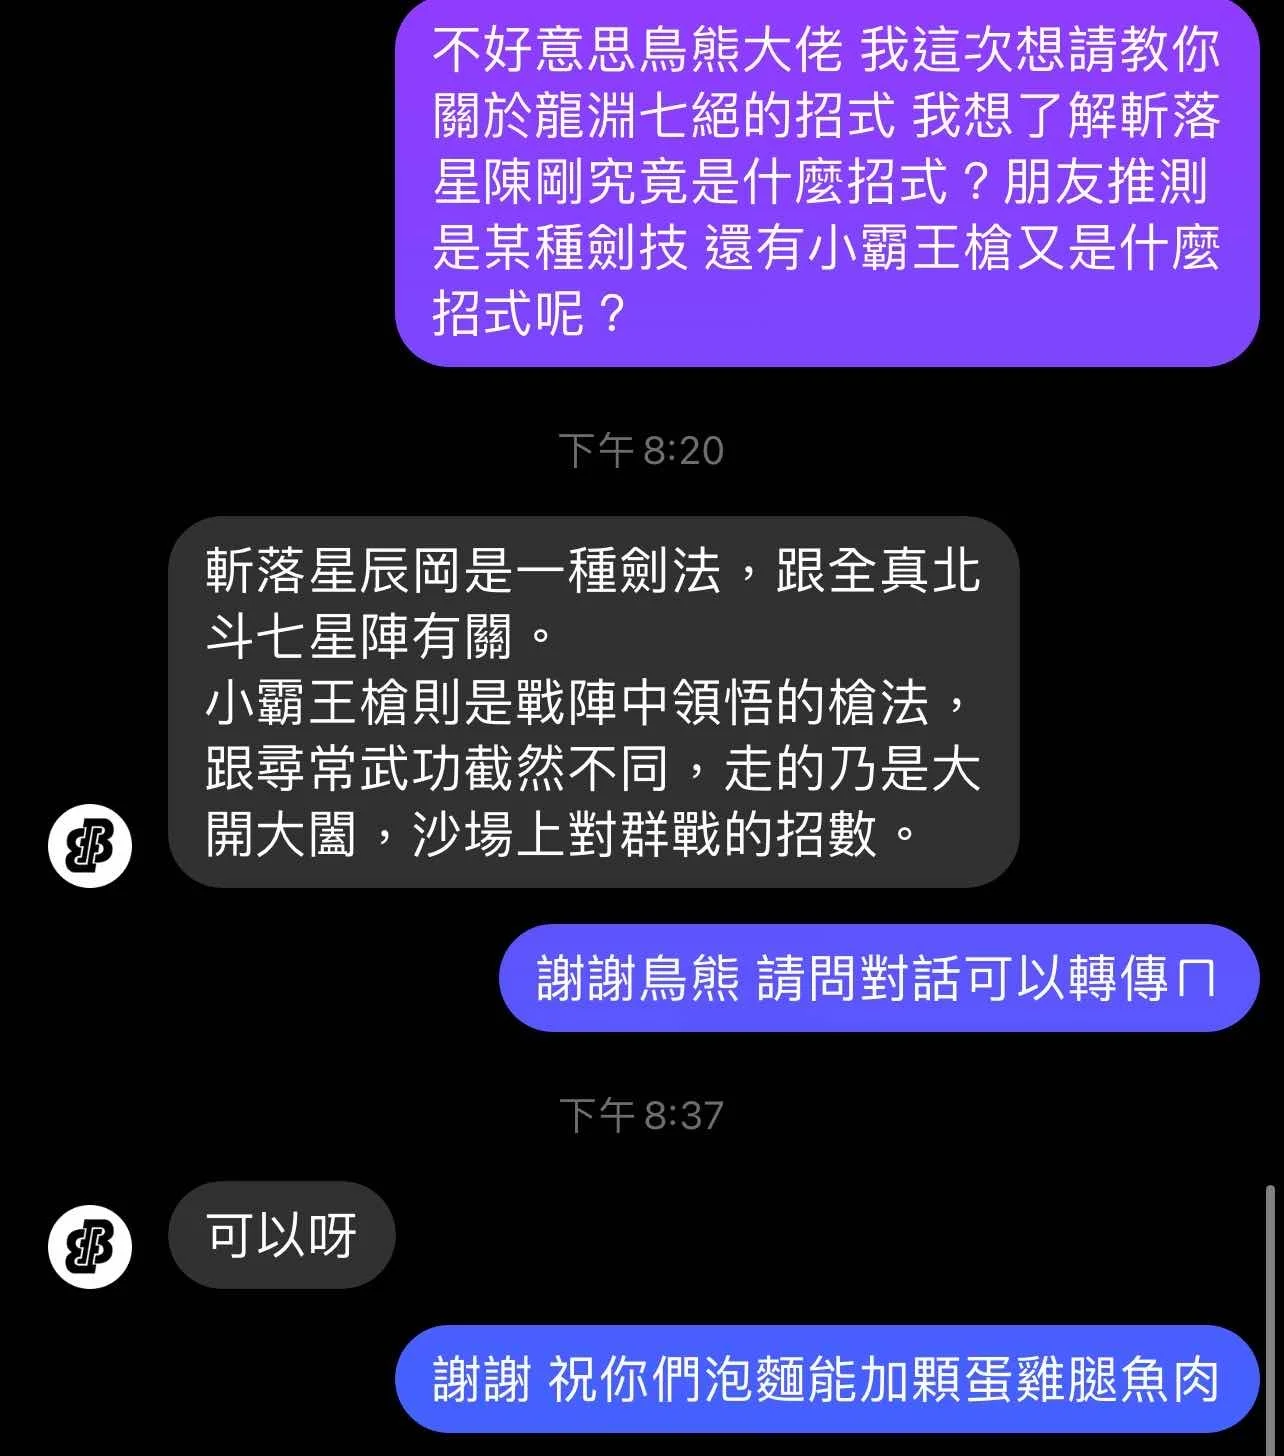 不好意思鳥熊大佬 我這次想請教你
關於龍淵七絕的招式 我想了解斬落
星陳剛究竟是什麼招式？朋友推測
是某種劍技 還有小霸王槍又是什麼
招式呢？
下午 8:20
斬落星辰岡是一種劍法，跟全真北
斗七星陣有關。
小霸王槍則是戰陣中領悟的槍法，
跟尋常武功截然不同，走的乃是大
開大闔，沙場上對群戰的招數。
謝謝鳥熊 請問對話可以轉傳ㄇ
下午 8:37
可以呀
謝謝 祝你們泡麵能加顆蛋雞腿魚肉